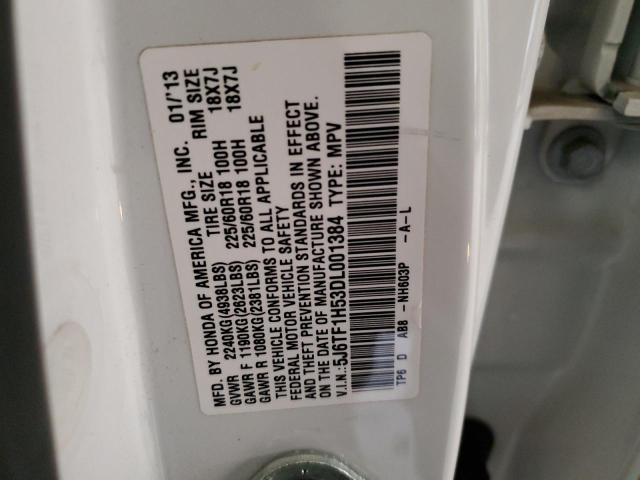 MFD. BY HONDA OF AMERICA MFG., INC. 01/'13
TIRE SIZE RIM SIZE
GVWR 2240KG(4938LBS)
GAWR F 1190KG(2623LBS) 225/60R18 100H 18X7J
GAWR R 1080KG(2381LBS) 225/60R18 100H 18X7J
THIS VEHICLE CONFORMS TO ALL APPLICABLE
FEDERAL MOTOR VEHICLE SAFETY
AND THEFT PREVENTION STANDARDS IN EFFECT
ON THE DATE OF MANUFACTURE SHOWN ABOVE.
V.I.N.:5J6TF1H53DL001384 TYPE: MPV
TP6 D ABB - NH603P - A - L